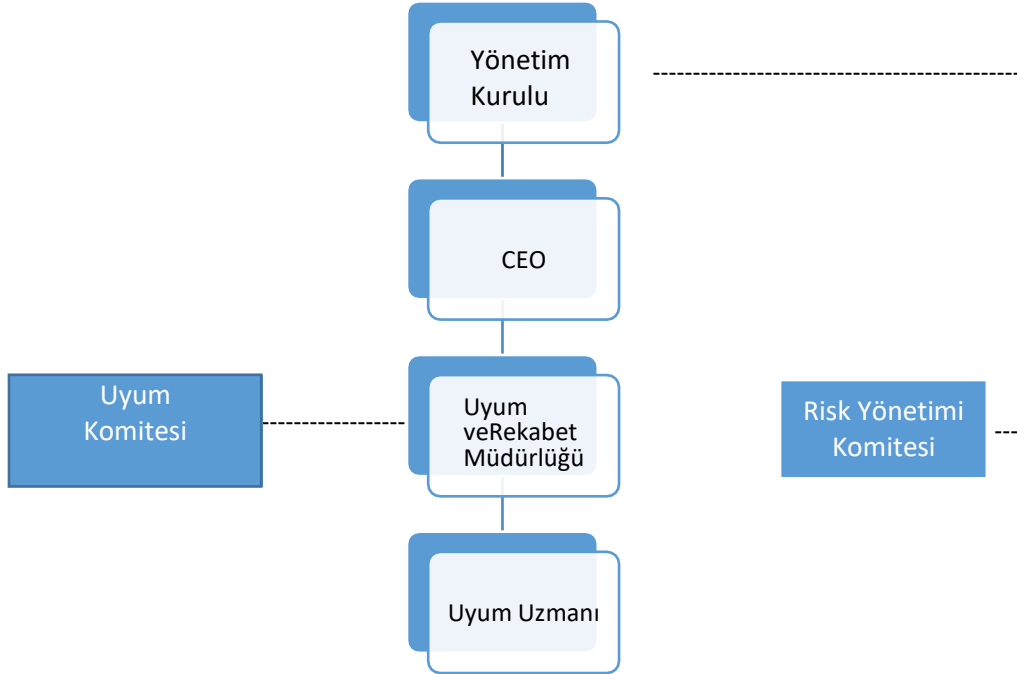 Yönetim
Kurulu
CEO
Uyum
Komitesi
Uyum
veRekabet
Müdürlüğü
Risk Yönetimi
Komitesi
Uyum Uzmanı